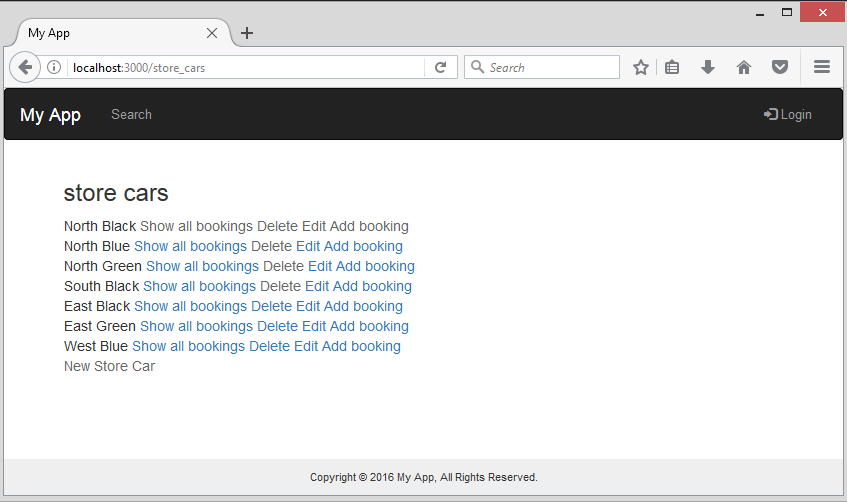 My App
localhost:3000/store_cars
Search
My App Search Login
store cars
North Black Show all bookings Delete Edit Add booking
North Blue Show all bookings Delete Edit Add booking
North Green Show all bookings Delete Edit Add booking
South Black Show all bookings Delete Edit Add booking
East Black Show all bookings Delete Edit Add booking
East Green Show all bookings Delete Edit Add booking
West Blue Show all bookings Delete Edit Add booking
New Store Car
Copyright © 2016 My App, All Rights Reserved.